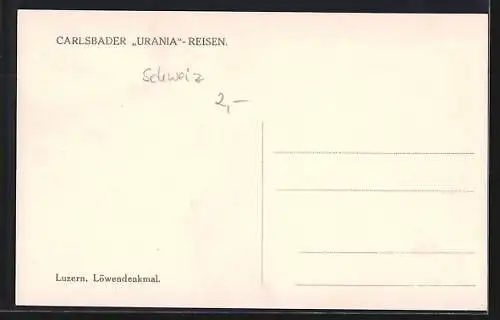 CARLSBADER „URANIA“-REISEN.
Schweiz
2,-
Luzern. Löwendenkmal.